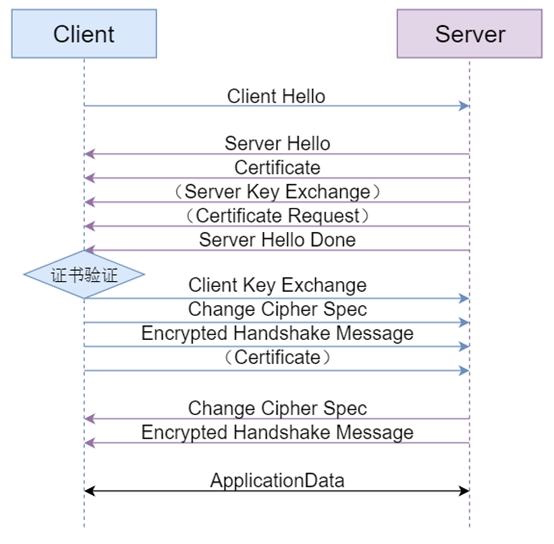 Client
Server
Client Hello
Server Hello
Certificate
（Server Key Exchange）
（Certificate Request）
Server Hello Done
证书验证
Client Key Exchange
Change Cipher Spec
Encrypted Handshake Message
（Certificate）
Change Cipher Spec
Encrypted Handshake Message
ApplicationData